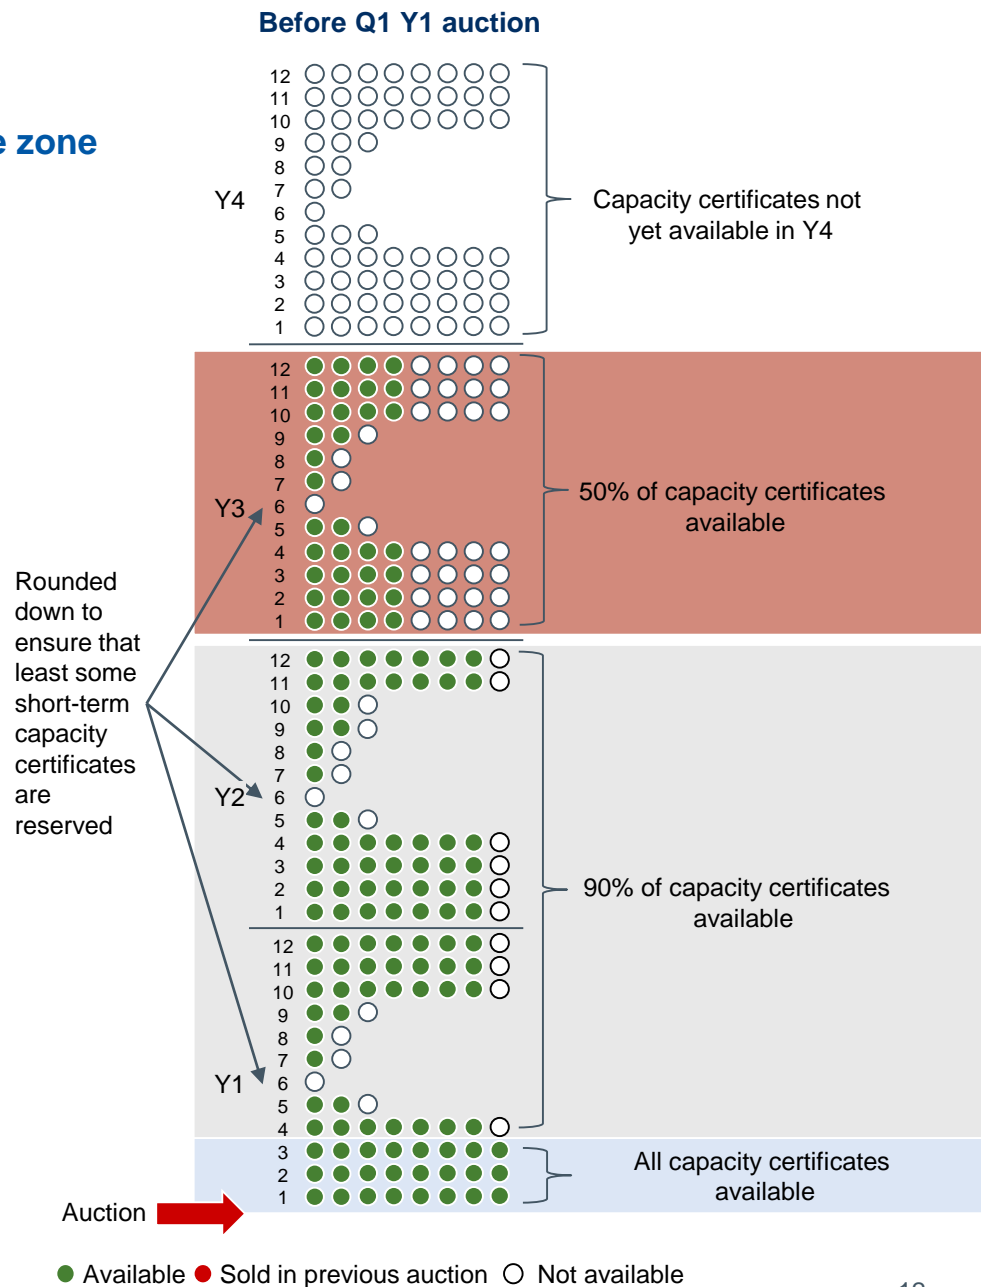 Before Q1 Y1 auction
e zone
12
11
10
9
8
7
Y4
6
5
4
3
2
1
Capacity certificates not
yet available in Y4
12
11
10
9
8
7
Y3
6
5
4
3
2
1
50% of capacity certificates
available
Rounded
down to
ensure that
least some
short-term
capacity
certificates
are
reserved
12
11
10
9
8
7
Y2
6
5
4
3
2
1
90% of capacity certificates
available
12
11
10
9
8
7
Y1
6
5
4
3
2
1
All capacity certificates
available
Auction
Available Sold in previous auction Not available